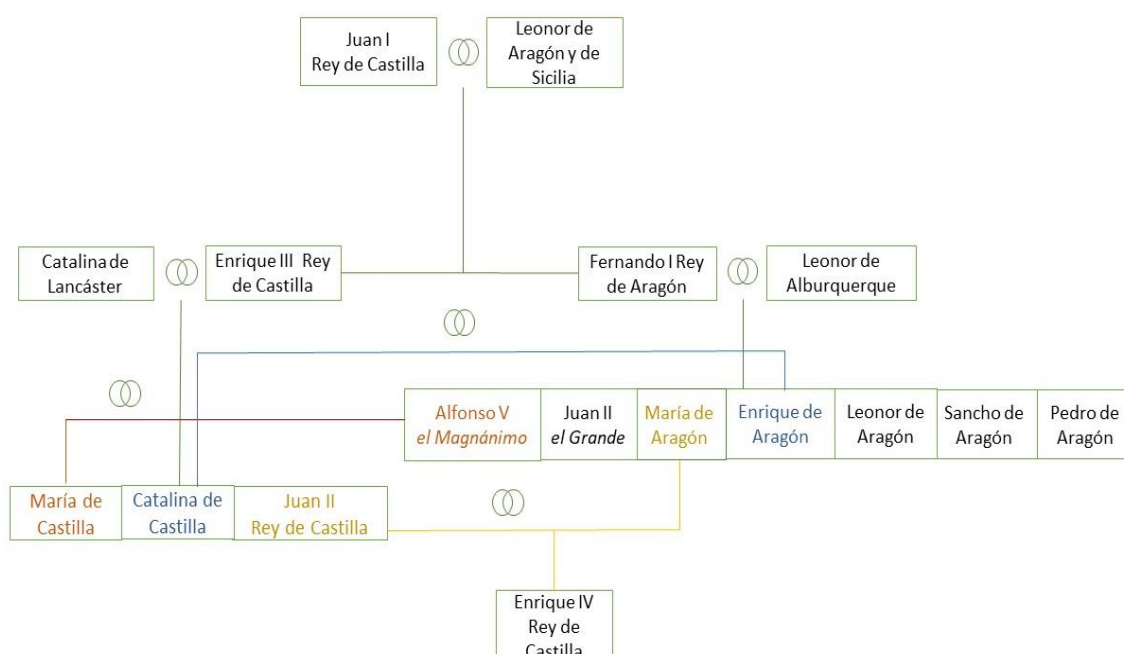 Juan I
Rey de Castilla
Leonor de
Aragón y de
Sicilia
Catalina de
Lancáster
Enrique III Rey
de Castilla
Fernando I Rey
de Aragón
Leonor de
Alburquerque
Alfonso V
el Magnánimo
Juan II
el Grande
María de
Aragón
Enrique de
Aragón
Leonor de
Aragón
Sancho de
Aragón
Pedro de
Aragón
María de
Castilla
Catalina de
Castilla
Juan II
Rey de Castilla
Enrique IV
Rey de
Castilla